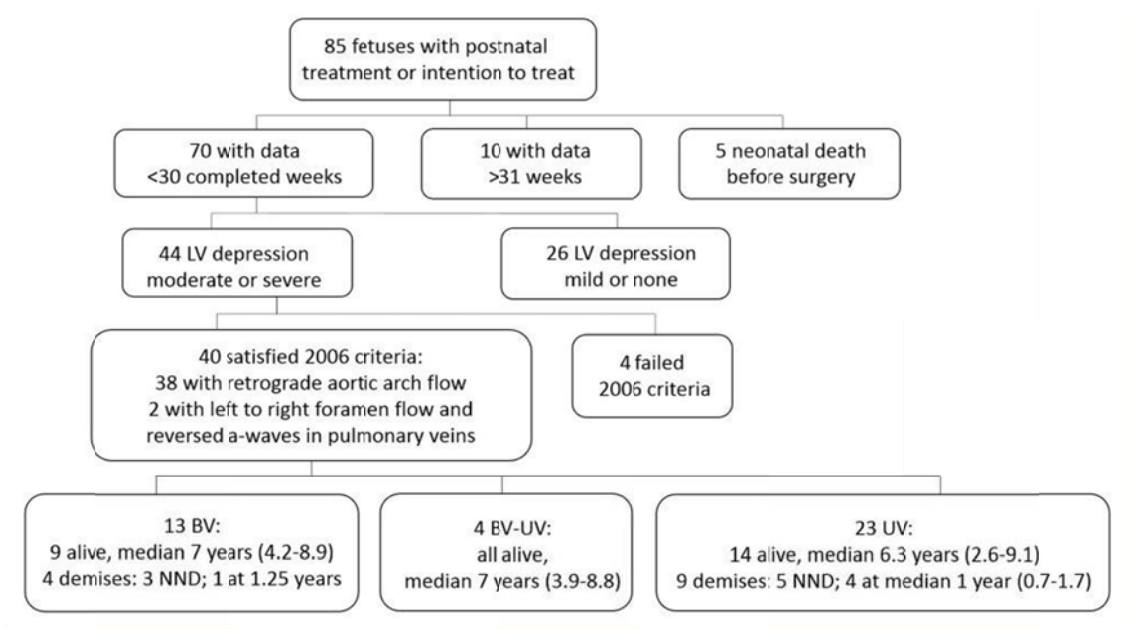 85 fetuses with postnatal
treatment or intention to treat
70 with data
<30 completed weeks
10 with data
>31 weeks
5 neonatal death
before surgery
44 LV depression
moderate or severe
26 LV depression
mild or none
40 satisfied 2006 criteria:
38 with retrograde aortic arch flow
2 with left to right foramen flow and
reversed a-waves in pulmonary veins
4 failed
2006 criteria
13 BV:
9 alive, median 7 years (4.2-8.9)
4 demises: 3 NND; 1 at 1.25 years
4 BV-UV:
all alive,
median 7 years (3.9-8.8)
23 UV:
14 alive, median 6.3 years (2.6-9.1)
9 demises: 5 NND; 4 at median 1 year (0.7-1.7)